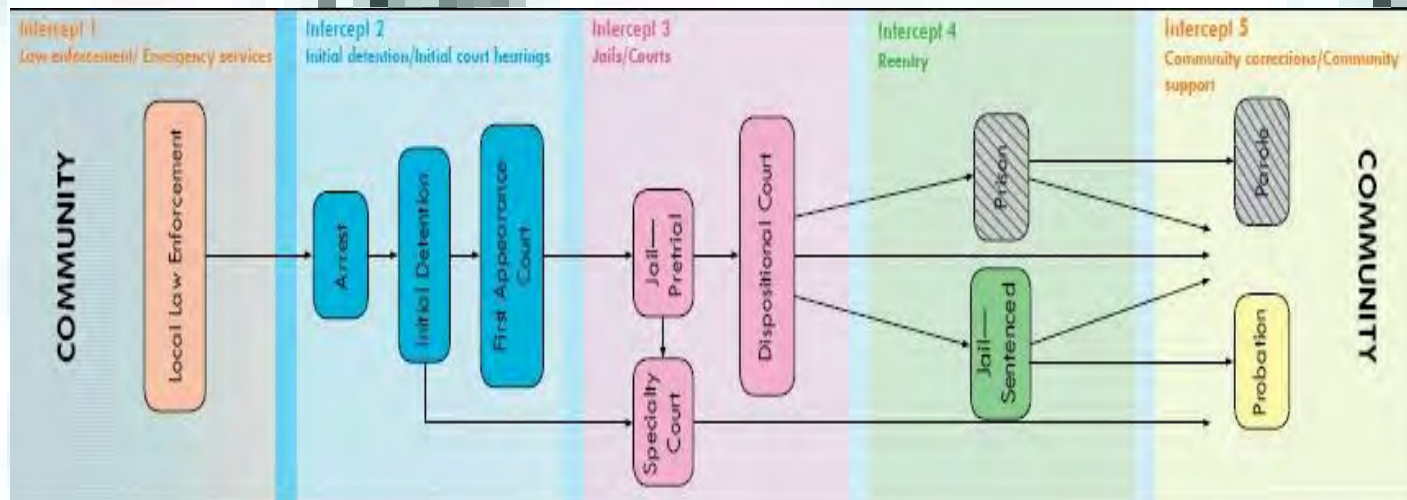 Intercept 1
Law enforcement/ Emergency services
COMMUNITY
Local Law Enforcement
Intercept 2
Initial detention/Initial court hearings
Arrest
Initial Detention
First Appearance
Court
Intercept 3
Jails/Courts
Jail—
Pretrial
Specialty
Court
Dispositional Court
Intercept 4
Reentry
Prison
Jail—
Sentenced
Intercept 5
Community corrections/Community
support
Parole
Probation
COMMUNITY